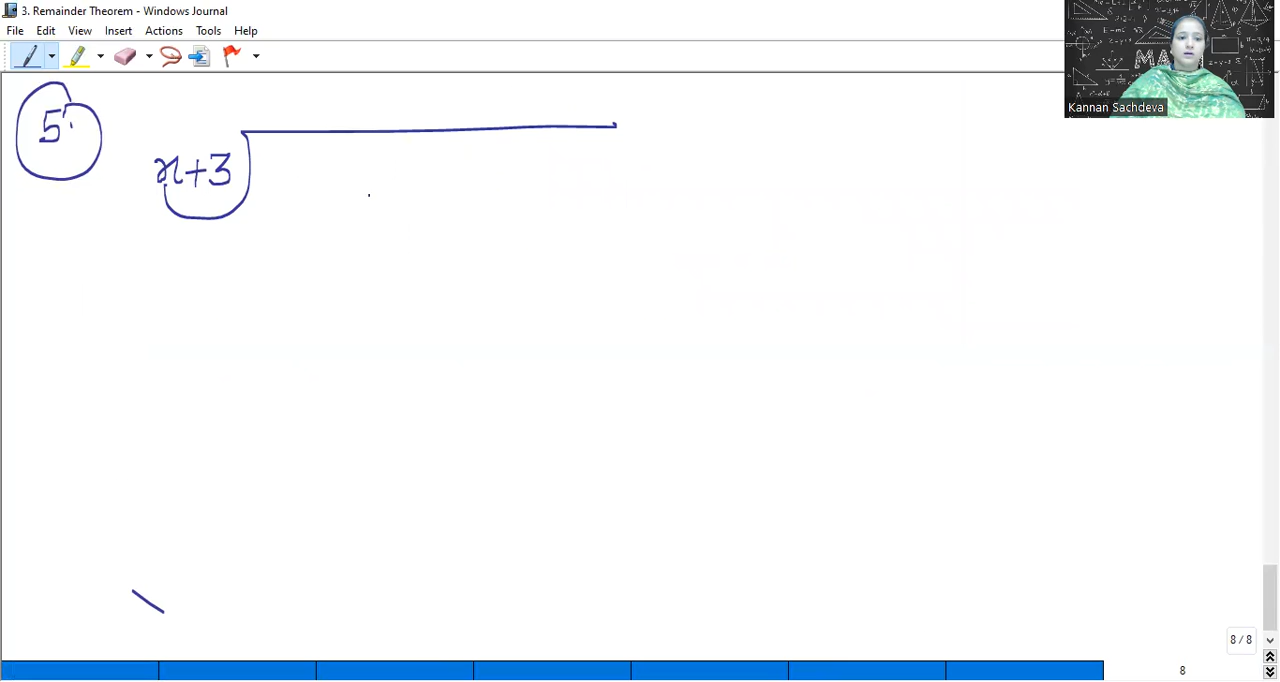 3. Remainder Theorem - Windows Journal
File Edit View Insert Actions Tools Help
Kannan Sachdeva
5.
x+3
8 / 8
8